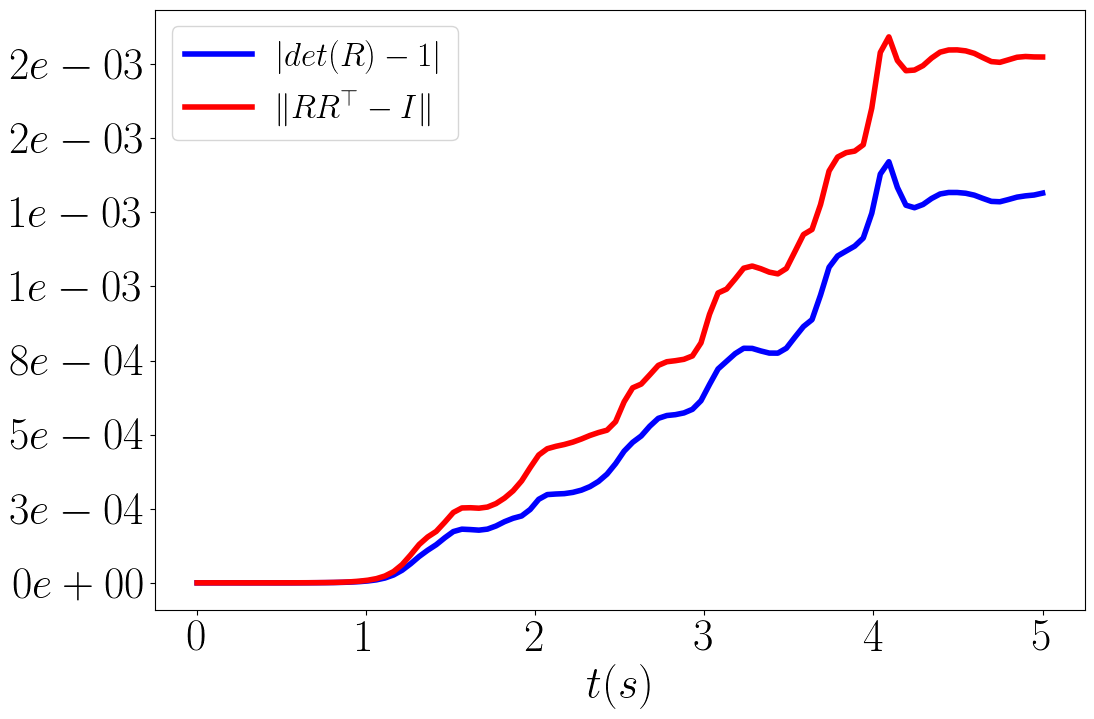 |det(R) − 1|
‖RR⊤ − I‖
2e − 03
2e − 03
1e − 03
1e − 03
8e − 04
5e − 04
3e − 04
0e + 00
0 1 2 3 4 5
t(s)